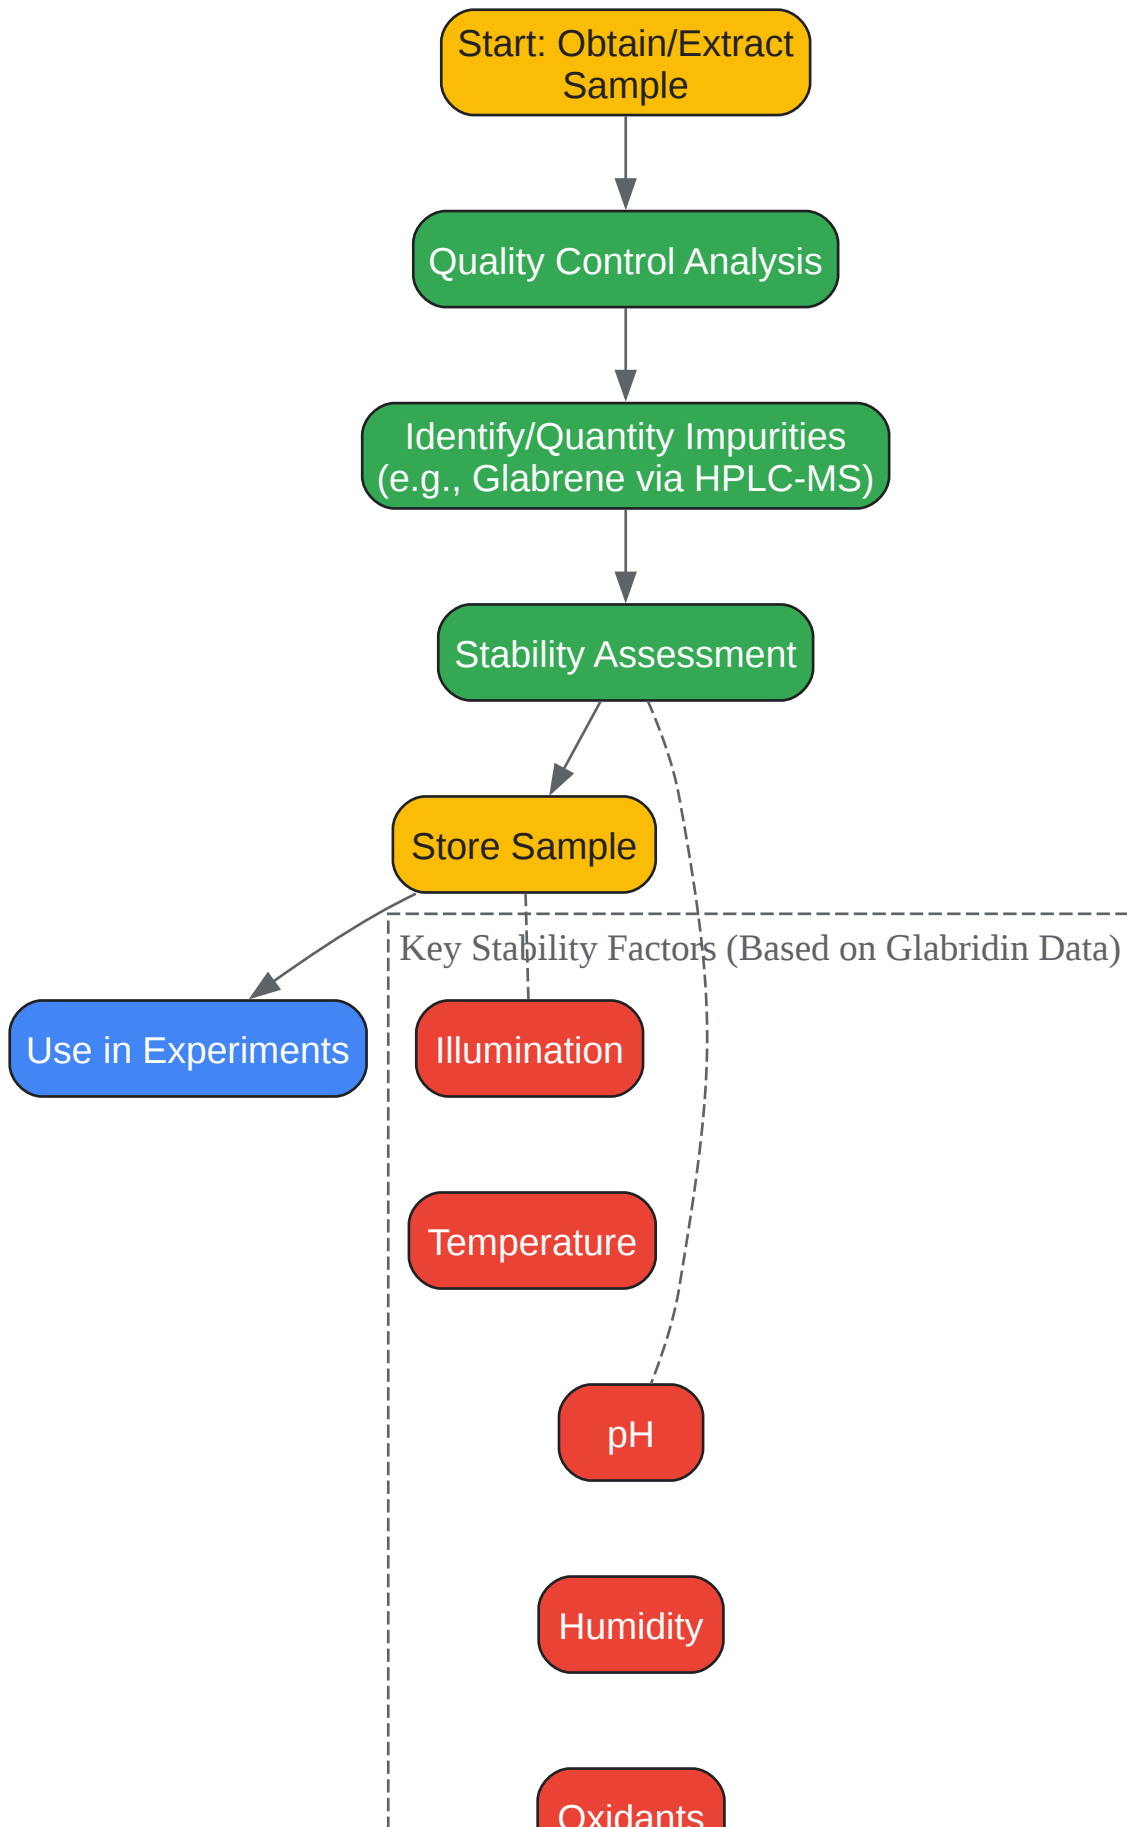 Start: Obtain/Extract
Sample
Quality Control Analysis
Identify/Quantity Impurities
(e.g., Glabrene via HPLC-MS)
Stability Assessment
Store Sample
Key Stability Factors (Based on Glabridin Data)
Use in Experiments
Illumination
Temperature
pH
Humidity
Oxidants